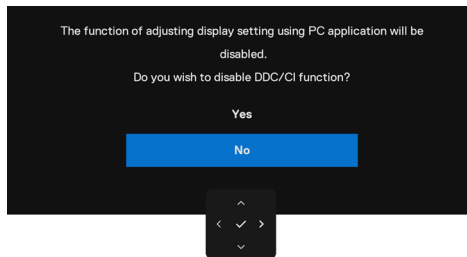 The function of adjusting display setting using PC application will be
disabled.
Do you wish to disable DDC/CI function?
Yes
No